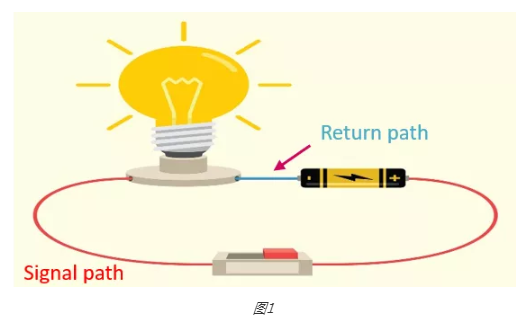 Return path
-
+
Signal path
图1